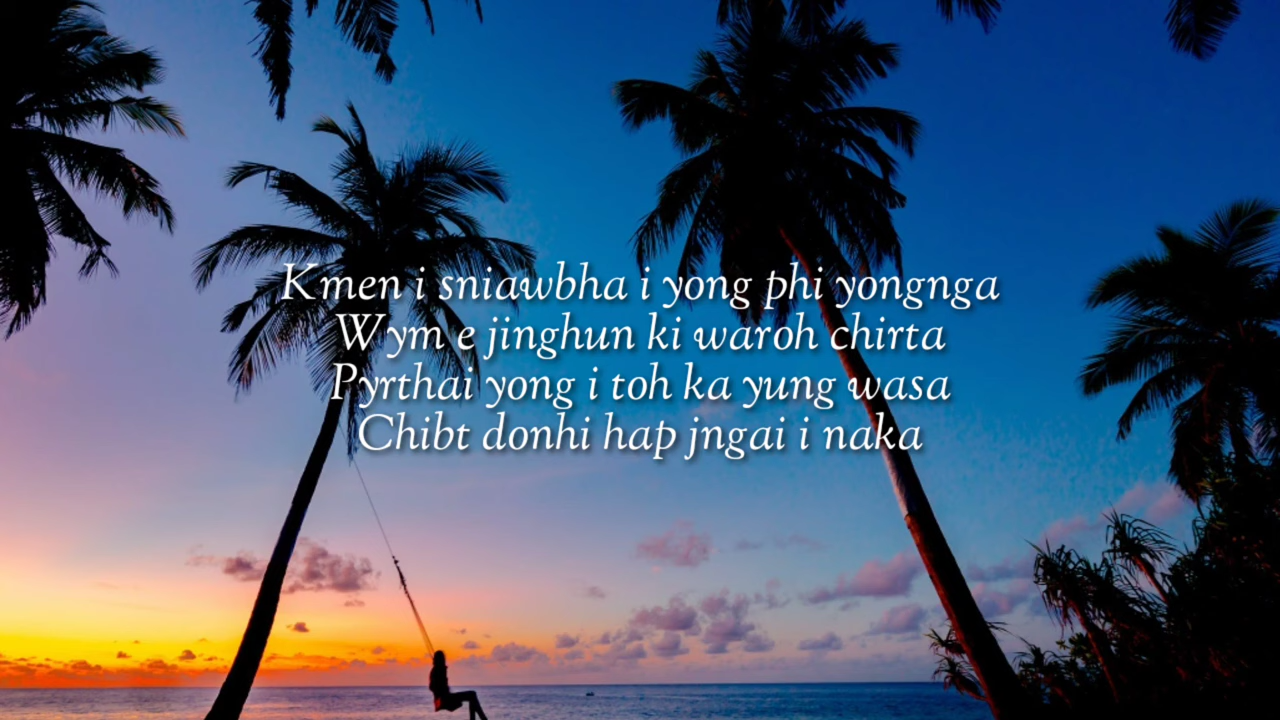 Kmen i sniawbha i yong phi yongnga
Wym e jinghun ki waroh chirta
Pyrthai yong i toh ka yung wasa
Chibt donhi hap jngai i naka